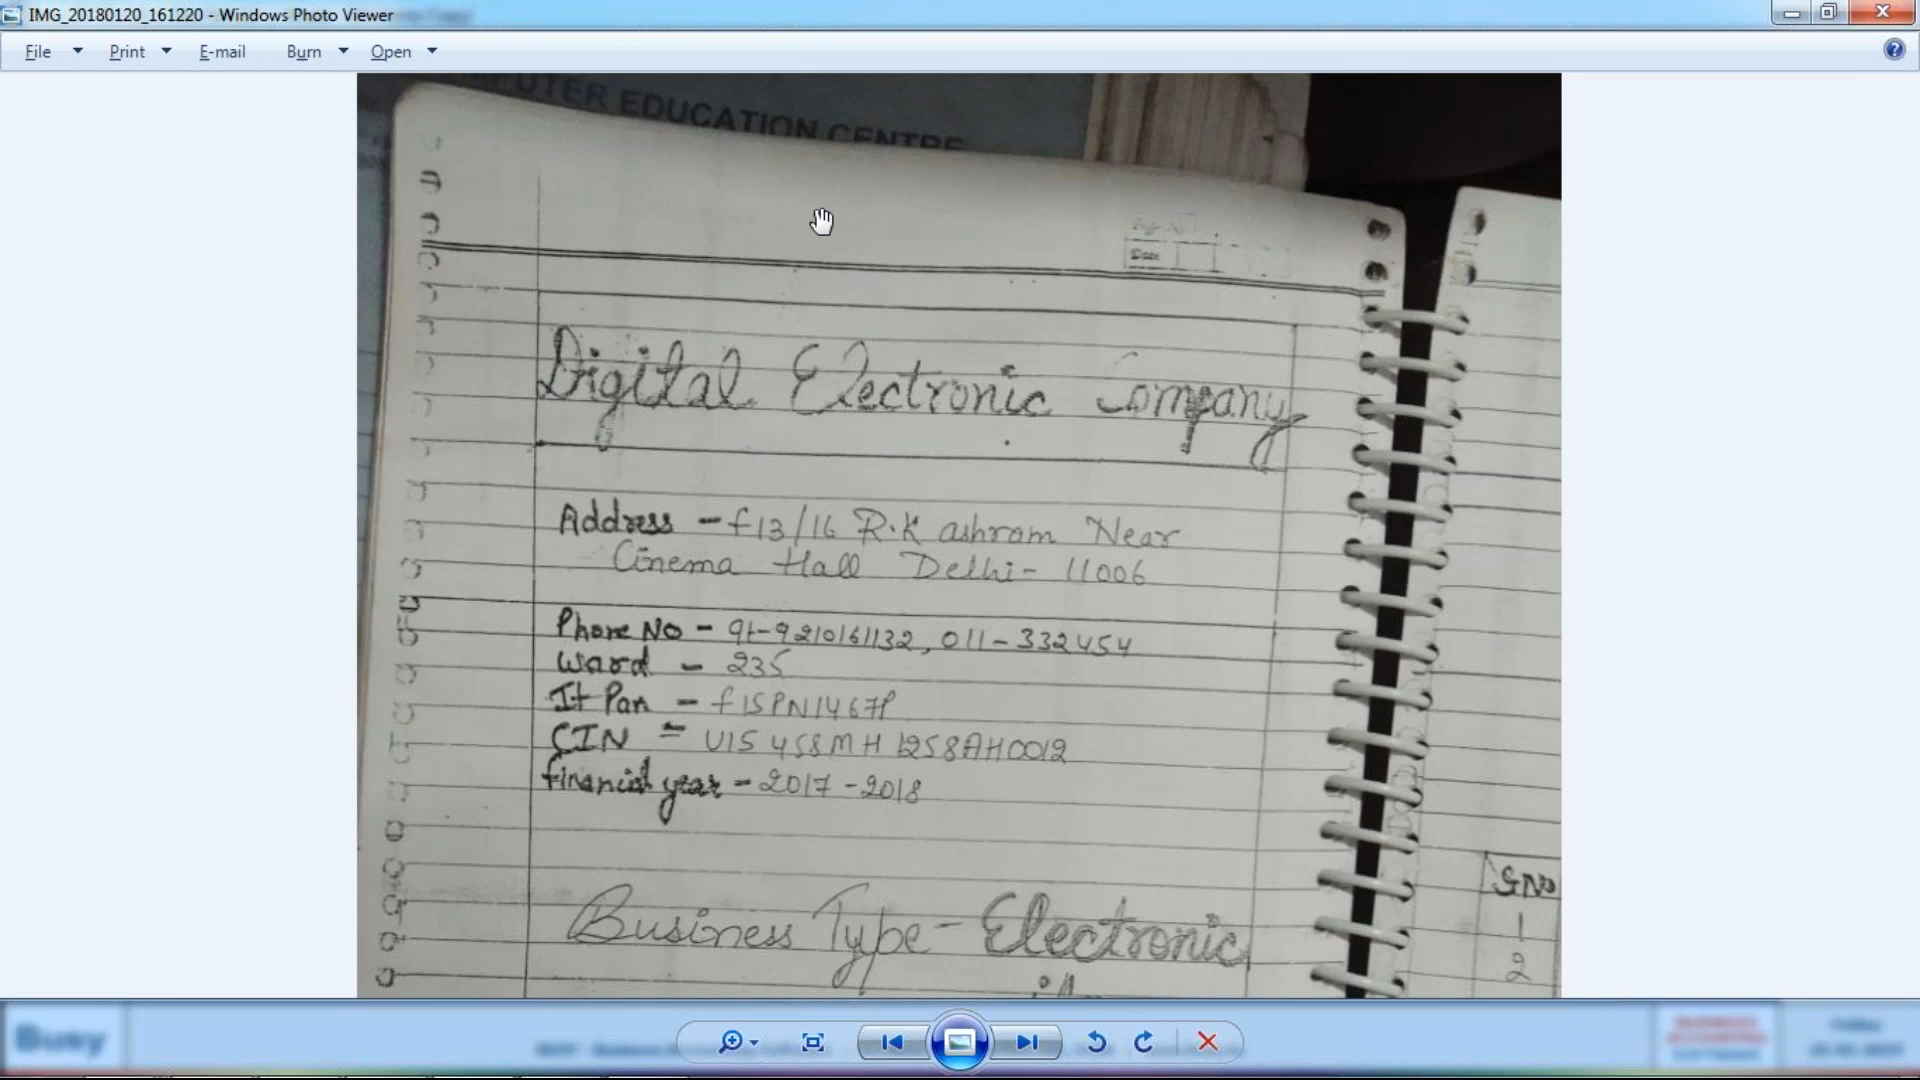 IMG_20180120_161220 - Windows Photo Viewer
File Print E-mail Burn Open
EDUCATION CENTRE
Date
Digital Electronic Company
Address - f13/16 R.K ashram Near
Cinema Hall Delhi - 11006
Phone No - 91-9210161132, 011-332454
Ward - 235
It Pan - f15PN1467P
CIN = U15458MH1258AH0012
financial year - 2017-2018
Business Type - Electronic
S.No
1
2
Busy